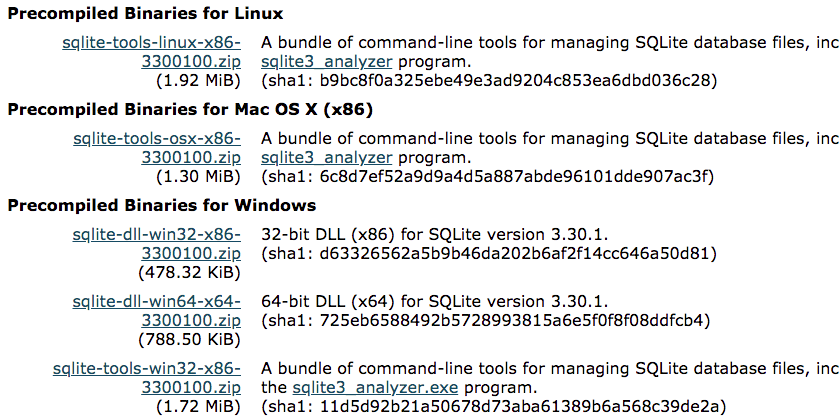 Precompiled Binaries for Linux
sqlite-tools-linux-x86- A bundle of command-line tools for managing SQLite database files, inc
3300100.zip sqlite3_analyzer program.
(1.92 MiB) (sha1: b9bc8f0a325ebe49e3ad9204c853ea6dbd036c28)
Precompiled Binaries for Mac OS X (x86)
sqlite-tools-osx-x86- A bundle of command-line tools for managing SQLite database files, inc
3300100.zip sqlite3_analyzer program.
(1.30 MiB) (sha1: 6c8d7ef52a9d9a4d5a887abde96101dde907ac3f)
Precompiled Binaries for Windows
sqlite-dll-win32-x86- 32-bit DLL (x86) for SQLite version 3.30.1.
3300100.zip (sha1: d63326562a5b9b46da202b6af2f14cc646a50d81)
(478.32 KiB)
sqlite-dll-win64-x64- 64-bit DLL (x64) for SQLite version 3.30.1.
3300100.zip (sha1: 725eb6588492b5728993815a6e5f0f8f08ddfcb4)
(788.50 KiB)
sqlite-tools-win32-x86- A bundle of command-line tools for managing SQLite database files, inc
3300100.zip the sqlite3_analyzer.exe program.
(1.72 MiB) (sha1: 11d5d92b21a50678d73aba61389b6a568c39de2a)